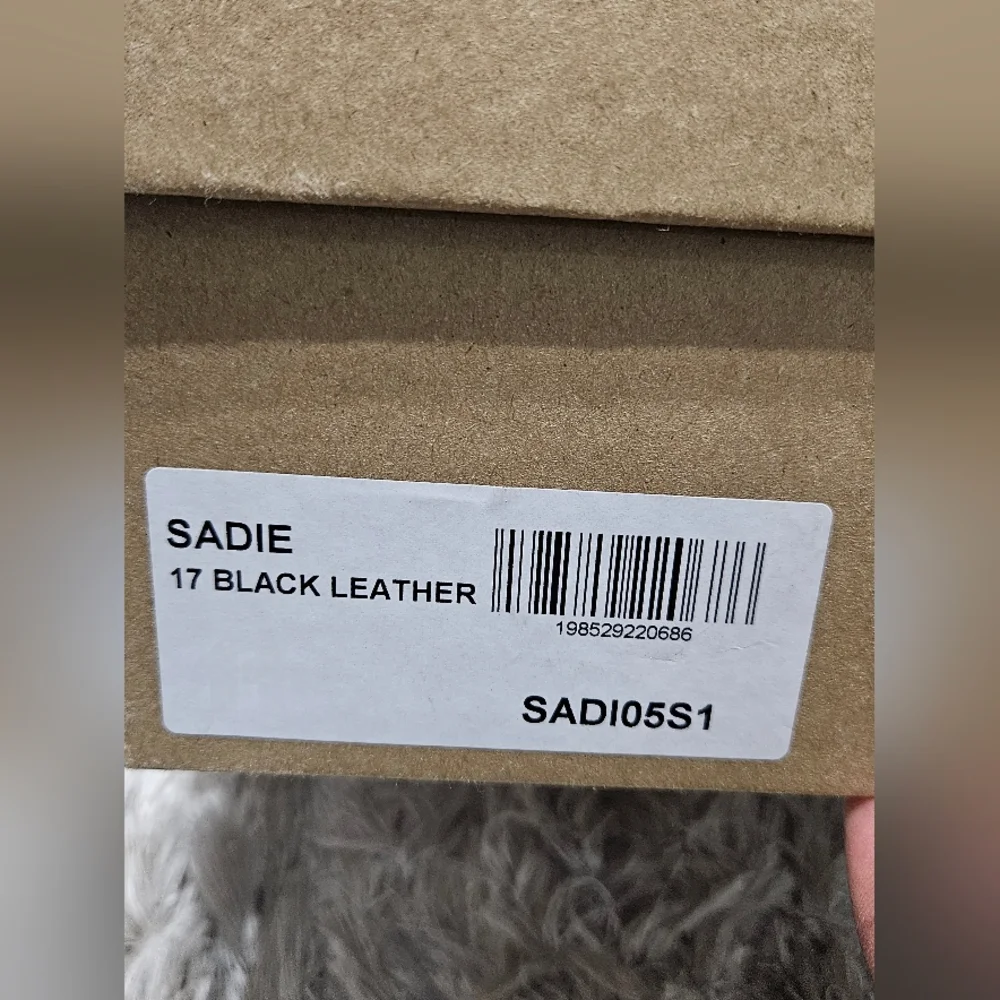 SADIE
17 BLACK LEATHER
198529220686
SADI05S1